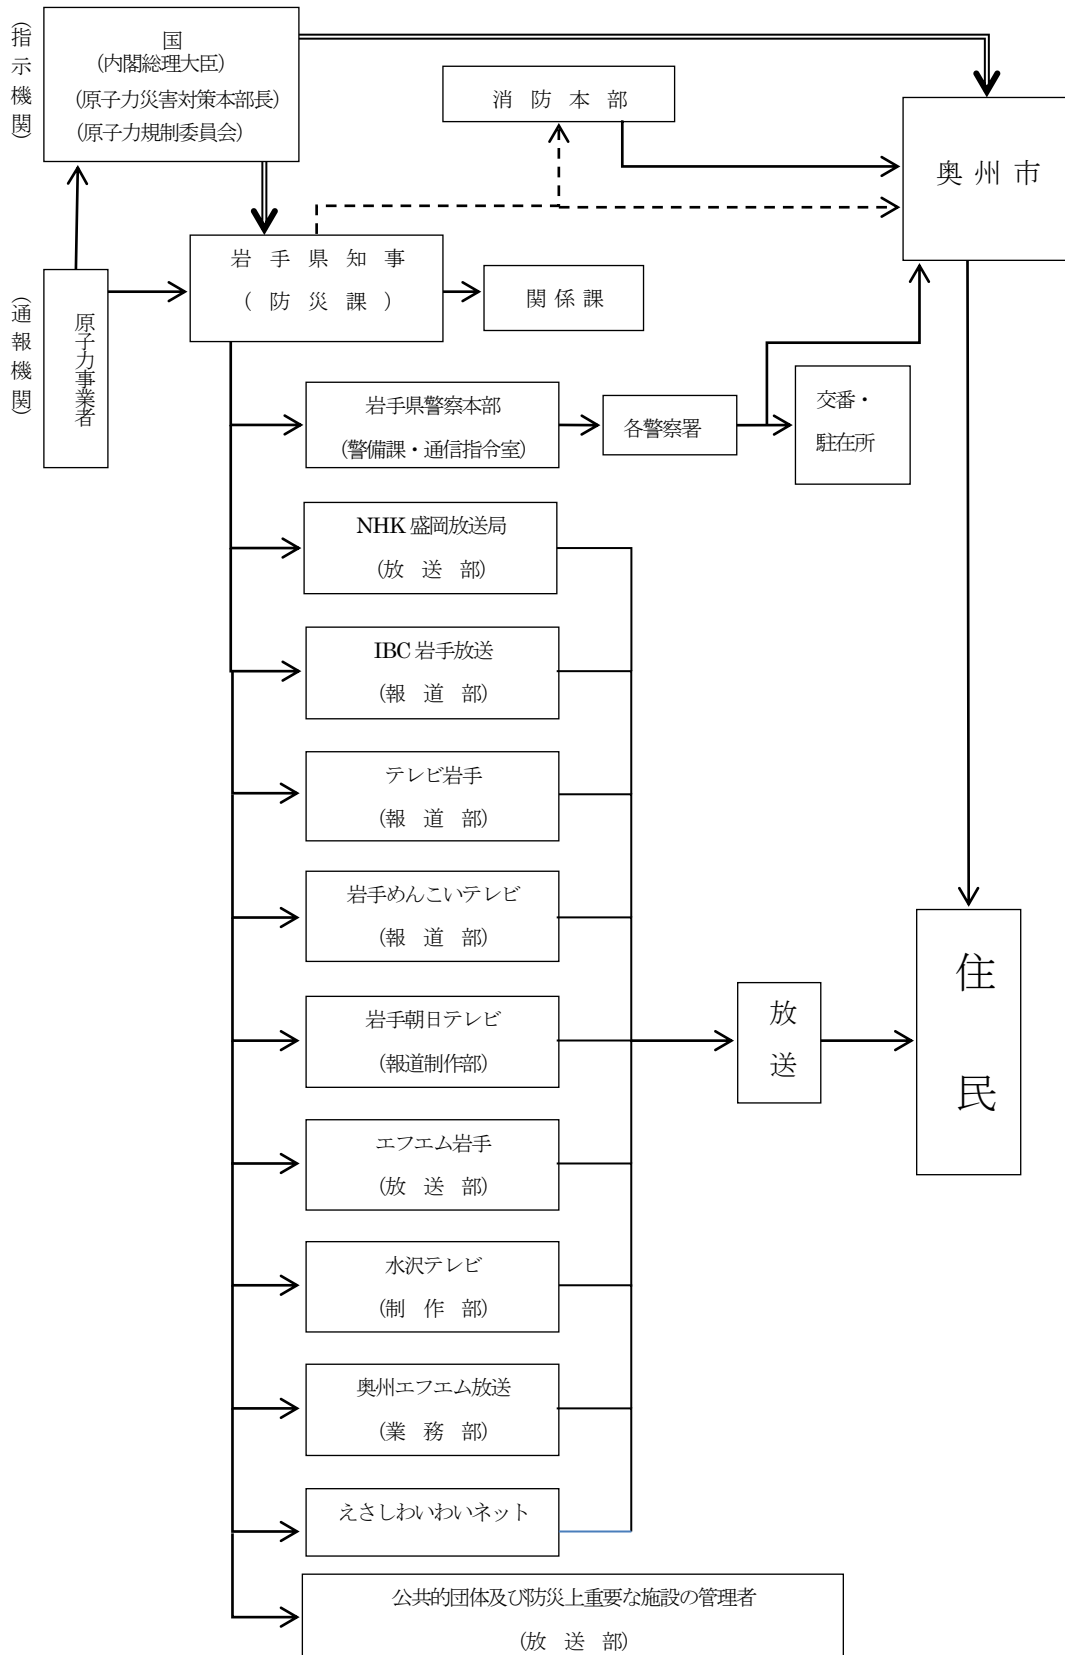 (指示機関)
国
(内閣総理大臣)
(原子力災害対策本部長)
(原子力規制委員会)
消防本部
奥州市
岩手県知事
(防災課)
関係課
(通報機関)
原子力事業者
岩手県警察本部
(警備課・通信指令室)
各警察署
交番・
駐在所
NHK 盛岡放送局
(放 送 部)
IBC 岩手放送
(報 道 部)
テレビ岩手
(報 道 部)
岩手めんこいテレビ
(報 道 部)
岩手朝日テレビ
(報道制作部)
放送
住民
エフエム岩手
(放 送 部)
水沢テレビ
(制 作 部)
奥州エフエム放送
(業 務 部)
えさしわいわいネット
公共的団体及び防災上重要な施設の管理者
(放 送 部)